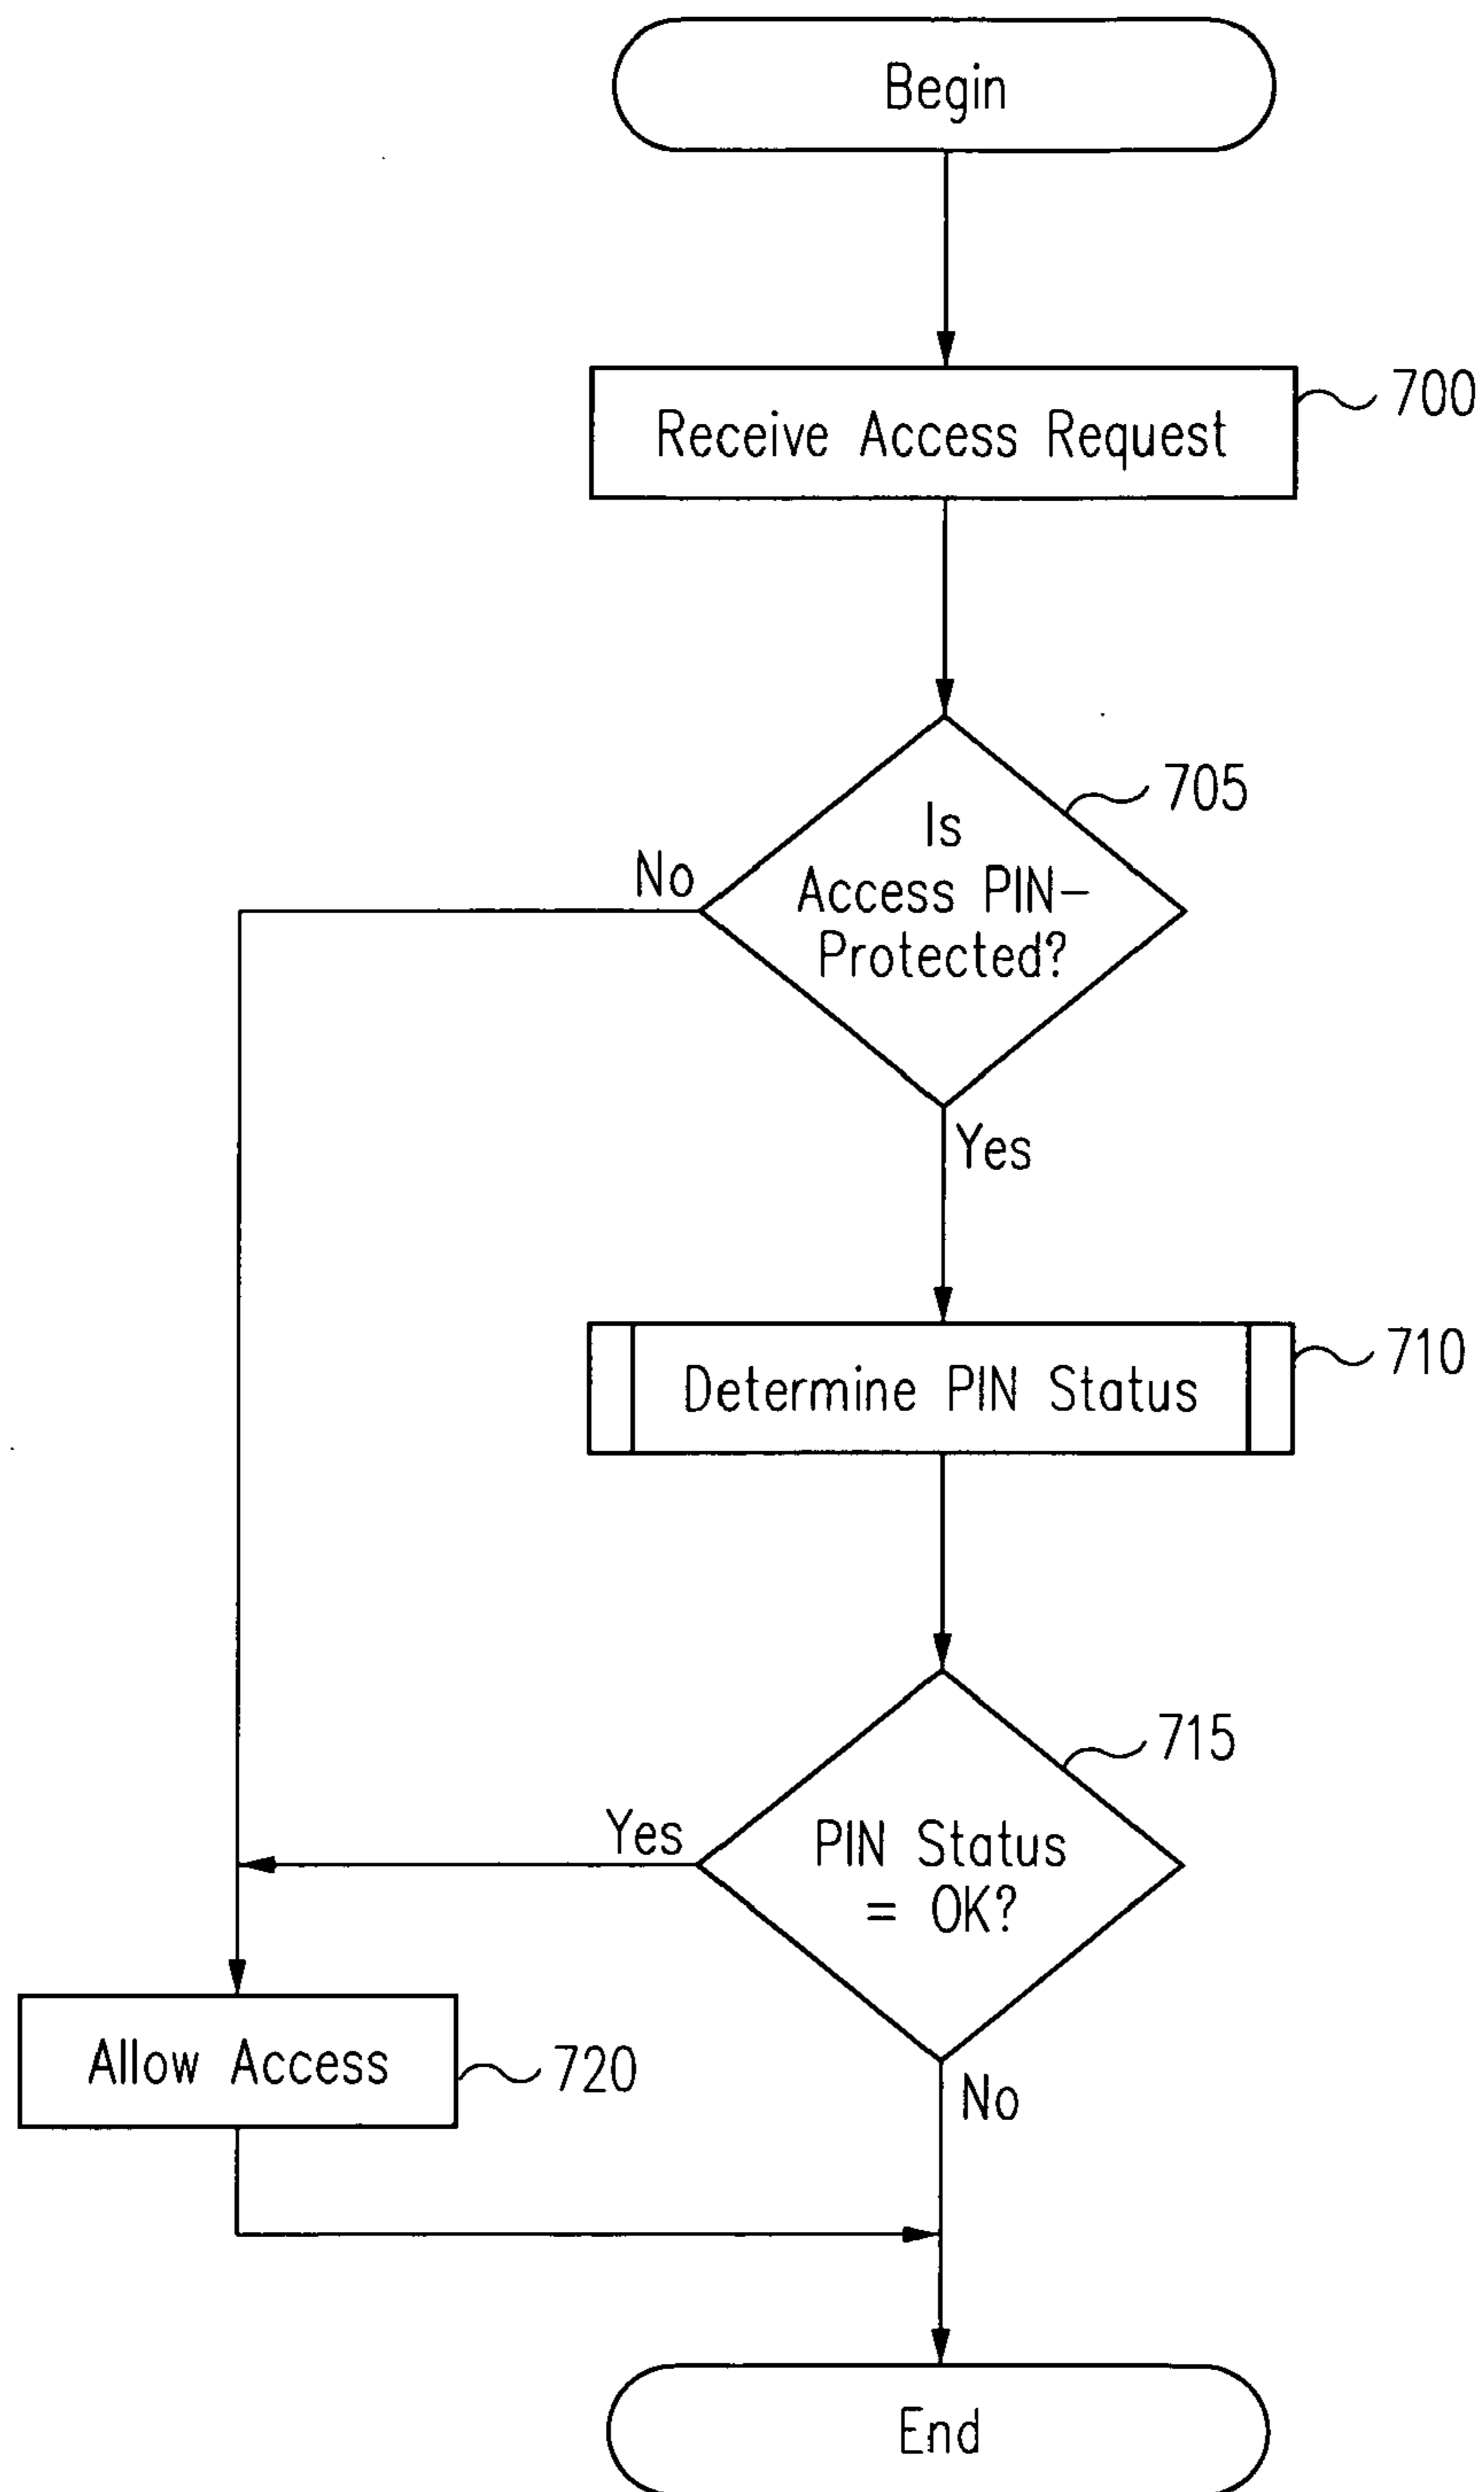 Begin
Receive Access Request
700
705
Is
Access PIN-
Protected?
No
Yes
Determine PIN Status
710
715
PIN Status
= OK?
Yes
No
Allow Access
720
End